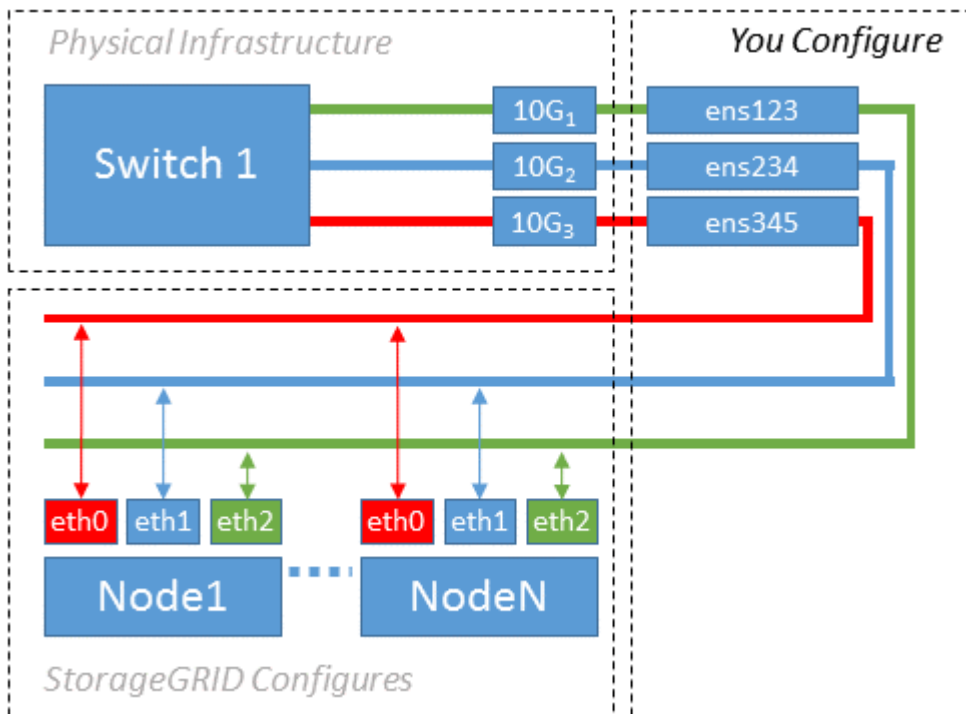 Physical Infrastructure
You Configure
Switch 1
10G₁
ens123
10G₂
ens234
10G₃
ens345
eth0
eth1
eth2
eth0
eth1
eth2
Node1
NodeN
StorageGRID Configures